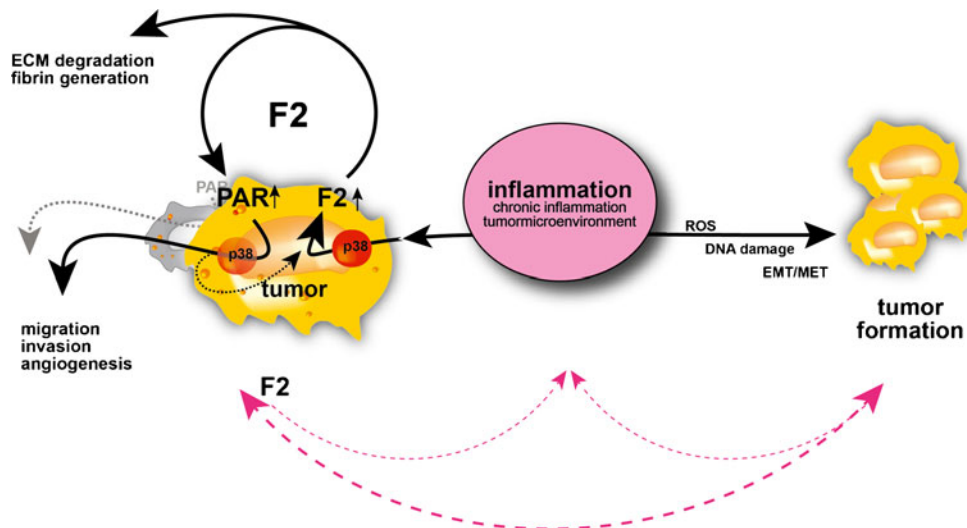 ECM degradation
fibrin generation
F2
PAR
PAR
F2
p38
p38
tumor
migration
invasion
angiogenesis
F2
inflammation
chronic inflammation
tumormicroenvironment
ROS
DNA damage
EMT/MET
tumor
formation